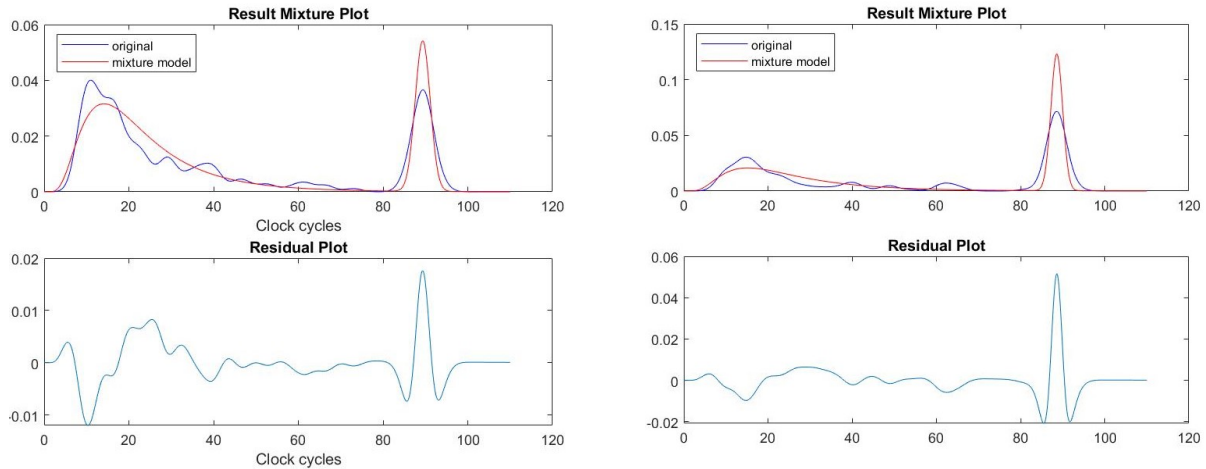 Result Mixture Plot
0.06
0.04
0.02
0
original
mixture model
0 20 40 60 80 100 120
Clock cycles
Residual Plot
0.02
0.01
0
-0.01
0 20 40 60 80 100 120
Clock cycles
Result Mixture Plot
0.15
0.1
0.05
0
original
mixture model
0 20 40 60 80 100 120
Residual Plot
0.06
0.04
0.02
0
-0.02
0 20 40 60 80 100 120